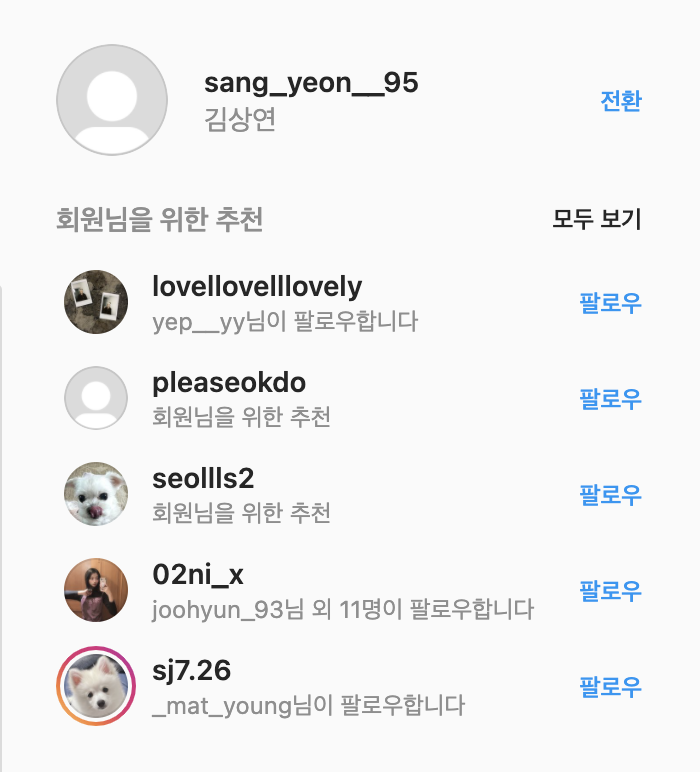 sang_yeon__95
김상연
전환
회원님을 위한 추천
모두 보기
lovellovelllovely
yep__yy님이 팔로우합니다
팔로우
pleaseokdo
회원님을 위한 추천
팔로우
seollls2
회원님을 위한 추천
팔로우
02ni_x
joohyun_93님 외 11명이 팔로우합니다
팔로우
sj7.26
_mat_young님이 팔로우합니다
팔로우